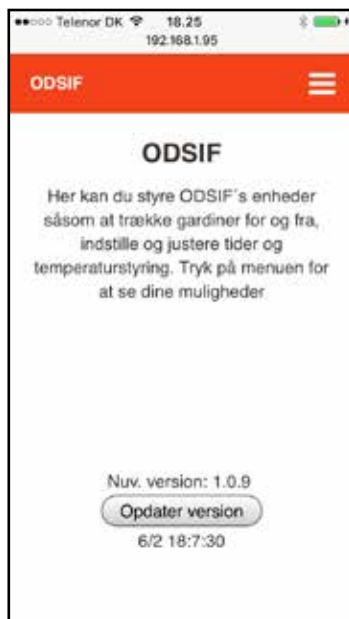 Telenor DK 18.25
192.168.1.95
ODSIF
ODSIF
Her kan du styre ODSIF´s enheder
såsom at trække gardiner for og fra,
indstille og justere tider og
temperaturstyring. Tryk på menuen for
at se dine muligheder
Nuv. version: 1.0.9
Opdater version
6/2 18:7:30